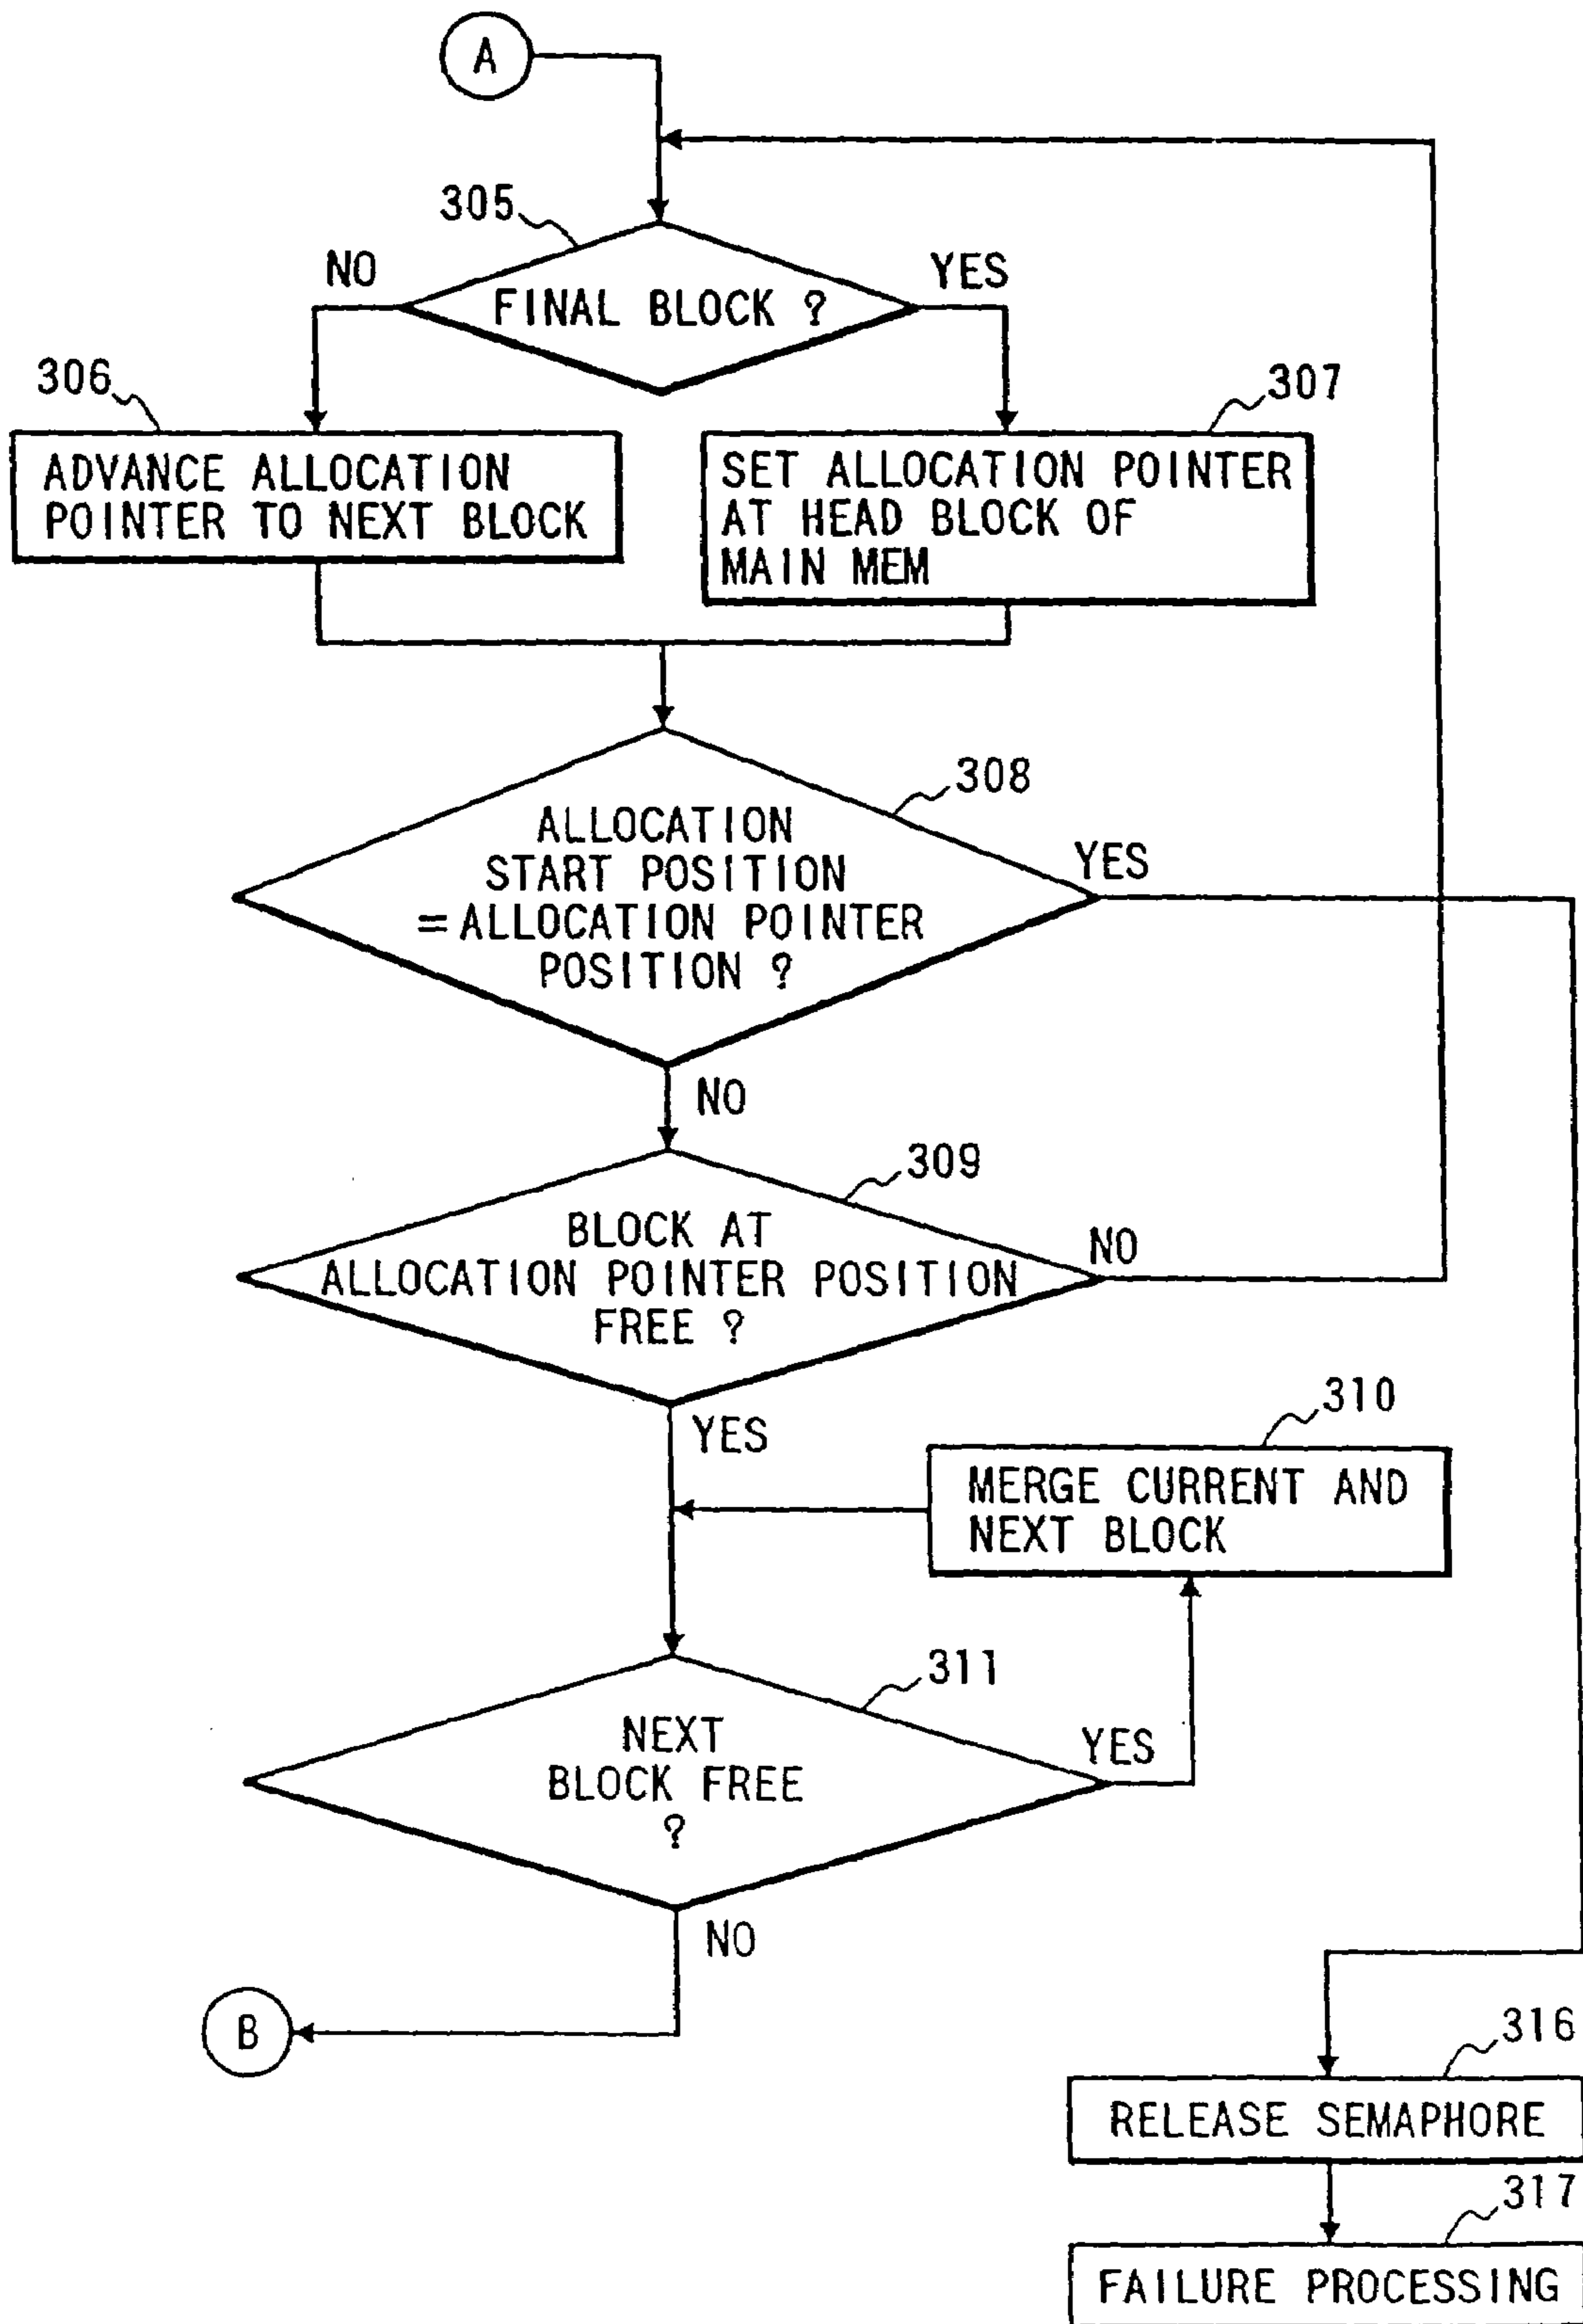 A
305
NO
YES
FINAL BLOCK ?
306
307
ADVANCE ALLOCATION
POINTER TO NEXT BLOCK
SET ALLOCATION POINTER
AT HEAD BLOCK OF
MAIN MEM
308
ALLOCATION
START POSITION
=ALLOCATION POINTER
POSITION ?
YES
NO
309
BLOCK AT
ALLOCATION POINTER POSITION
FREE ?
NO
YES
310
MERGE CURRENT AND
NEXT BLOCK
311
NEXT
BLOCK FREE
?
YES
NO
B
316
RELEASE SEMAPHORE
317
FAILURE PROCESSING